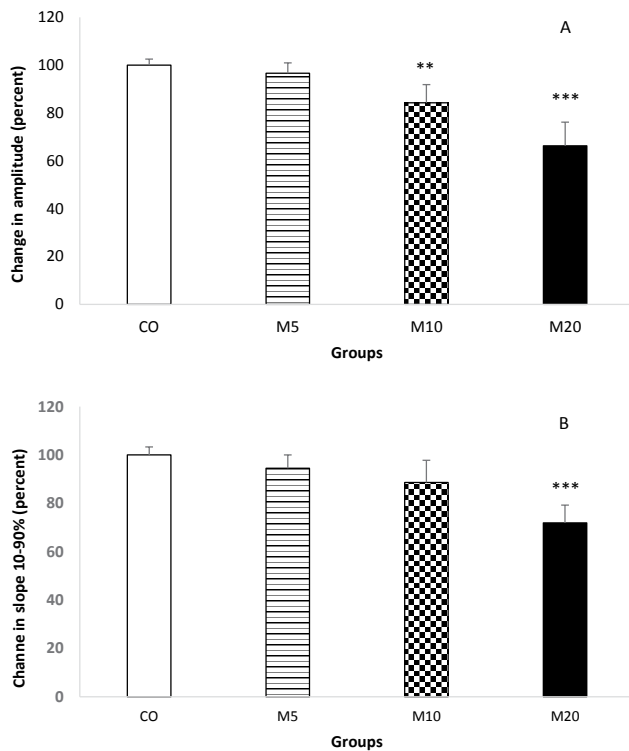 120
A
100
**
***
80
60
40
20
0
Change in amplitude (percent)
CO M5 M10 M20
Groups
120
B
100
***
80
60
40
20
0
Channe in slope 10-90% (percent)
CO M5 M10 M20
Groups